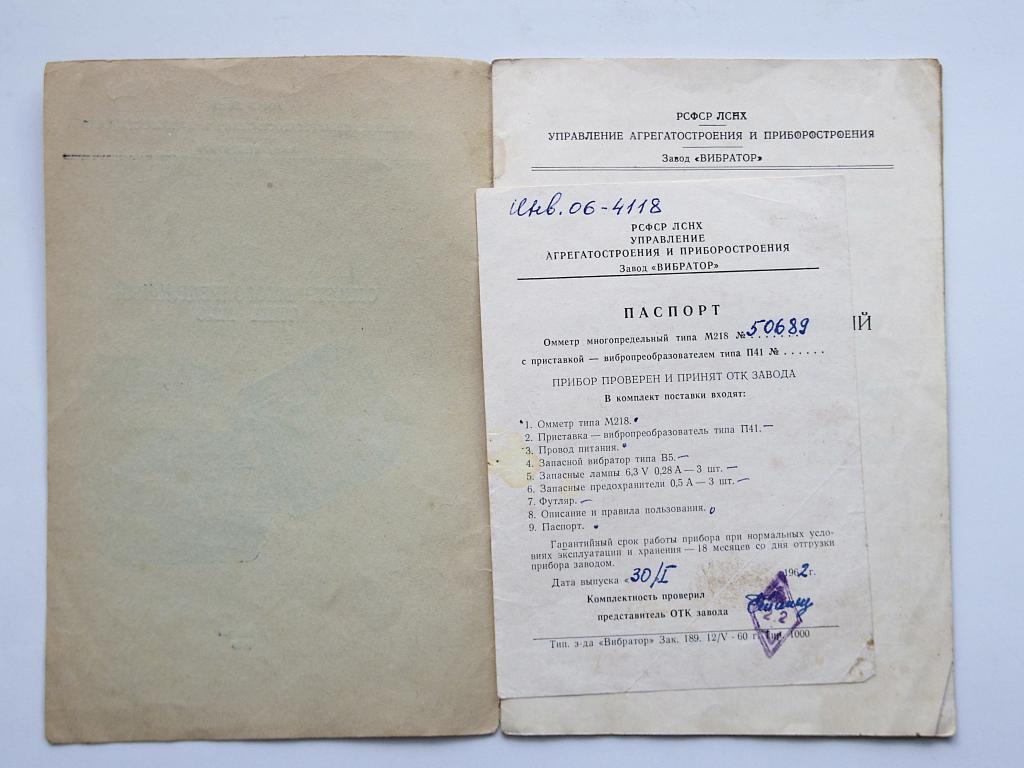 РСФСР ЛСНХ
УПРАВЛЕНИЕ АГРЕГАТОСТРОЕНИЯ И ПРИБОРОСТРОЕНИЯ
Завод «ВИБРАТОР»
Инв. 06-4118
РСФСР ЛСНХ
УПРАВЛЕНИЕ
АГРЕГАТОСТРОЕНИЯ И ПРИБОРОСТРОЕНИЯ
Завод «ВИБРАТОР»
ПАСПОРТ
ИЙ
Омметр многопредельный типа М218 № 50689
с приставкой — вибропреобразователем типа П41 № . . . . . .
ПРИБОР ПРОВЕРЕН И ПРИНЯТ ОТК ЗАВОДА
В комплект поставки входят:
1. Омметр типа М218.
2. Приставка — вибропреобразователь типа П41.
3. Провод питания.
4. Запасной вибратор типа В5.
5. Запасные лампы 6,3 V 0,28 А — 3 шт.
6. Запасные предохранители 0,5 А — 3 шт.
7. Футляр.
8. Описание и правила пользования.
9. Паспорт.
Гарантийный срок работы прибора при нормальных усло-
виях эксплуатации и хранения — 18 месяцев со дня отгрузки
прибора заводом.
Дата выпуска «30/I 1962 г.
Комплектность проверил
представитель ОТК завода
22
Тип. з-да «Вибратор» Зак. 189. 12/V - 60 г. Тир. 1000